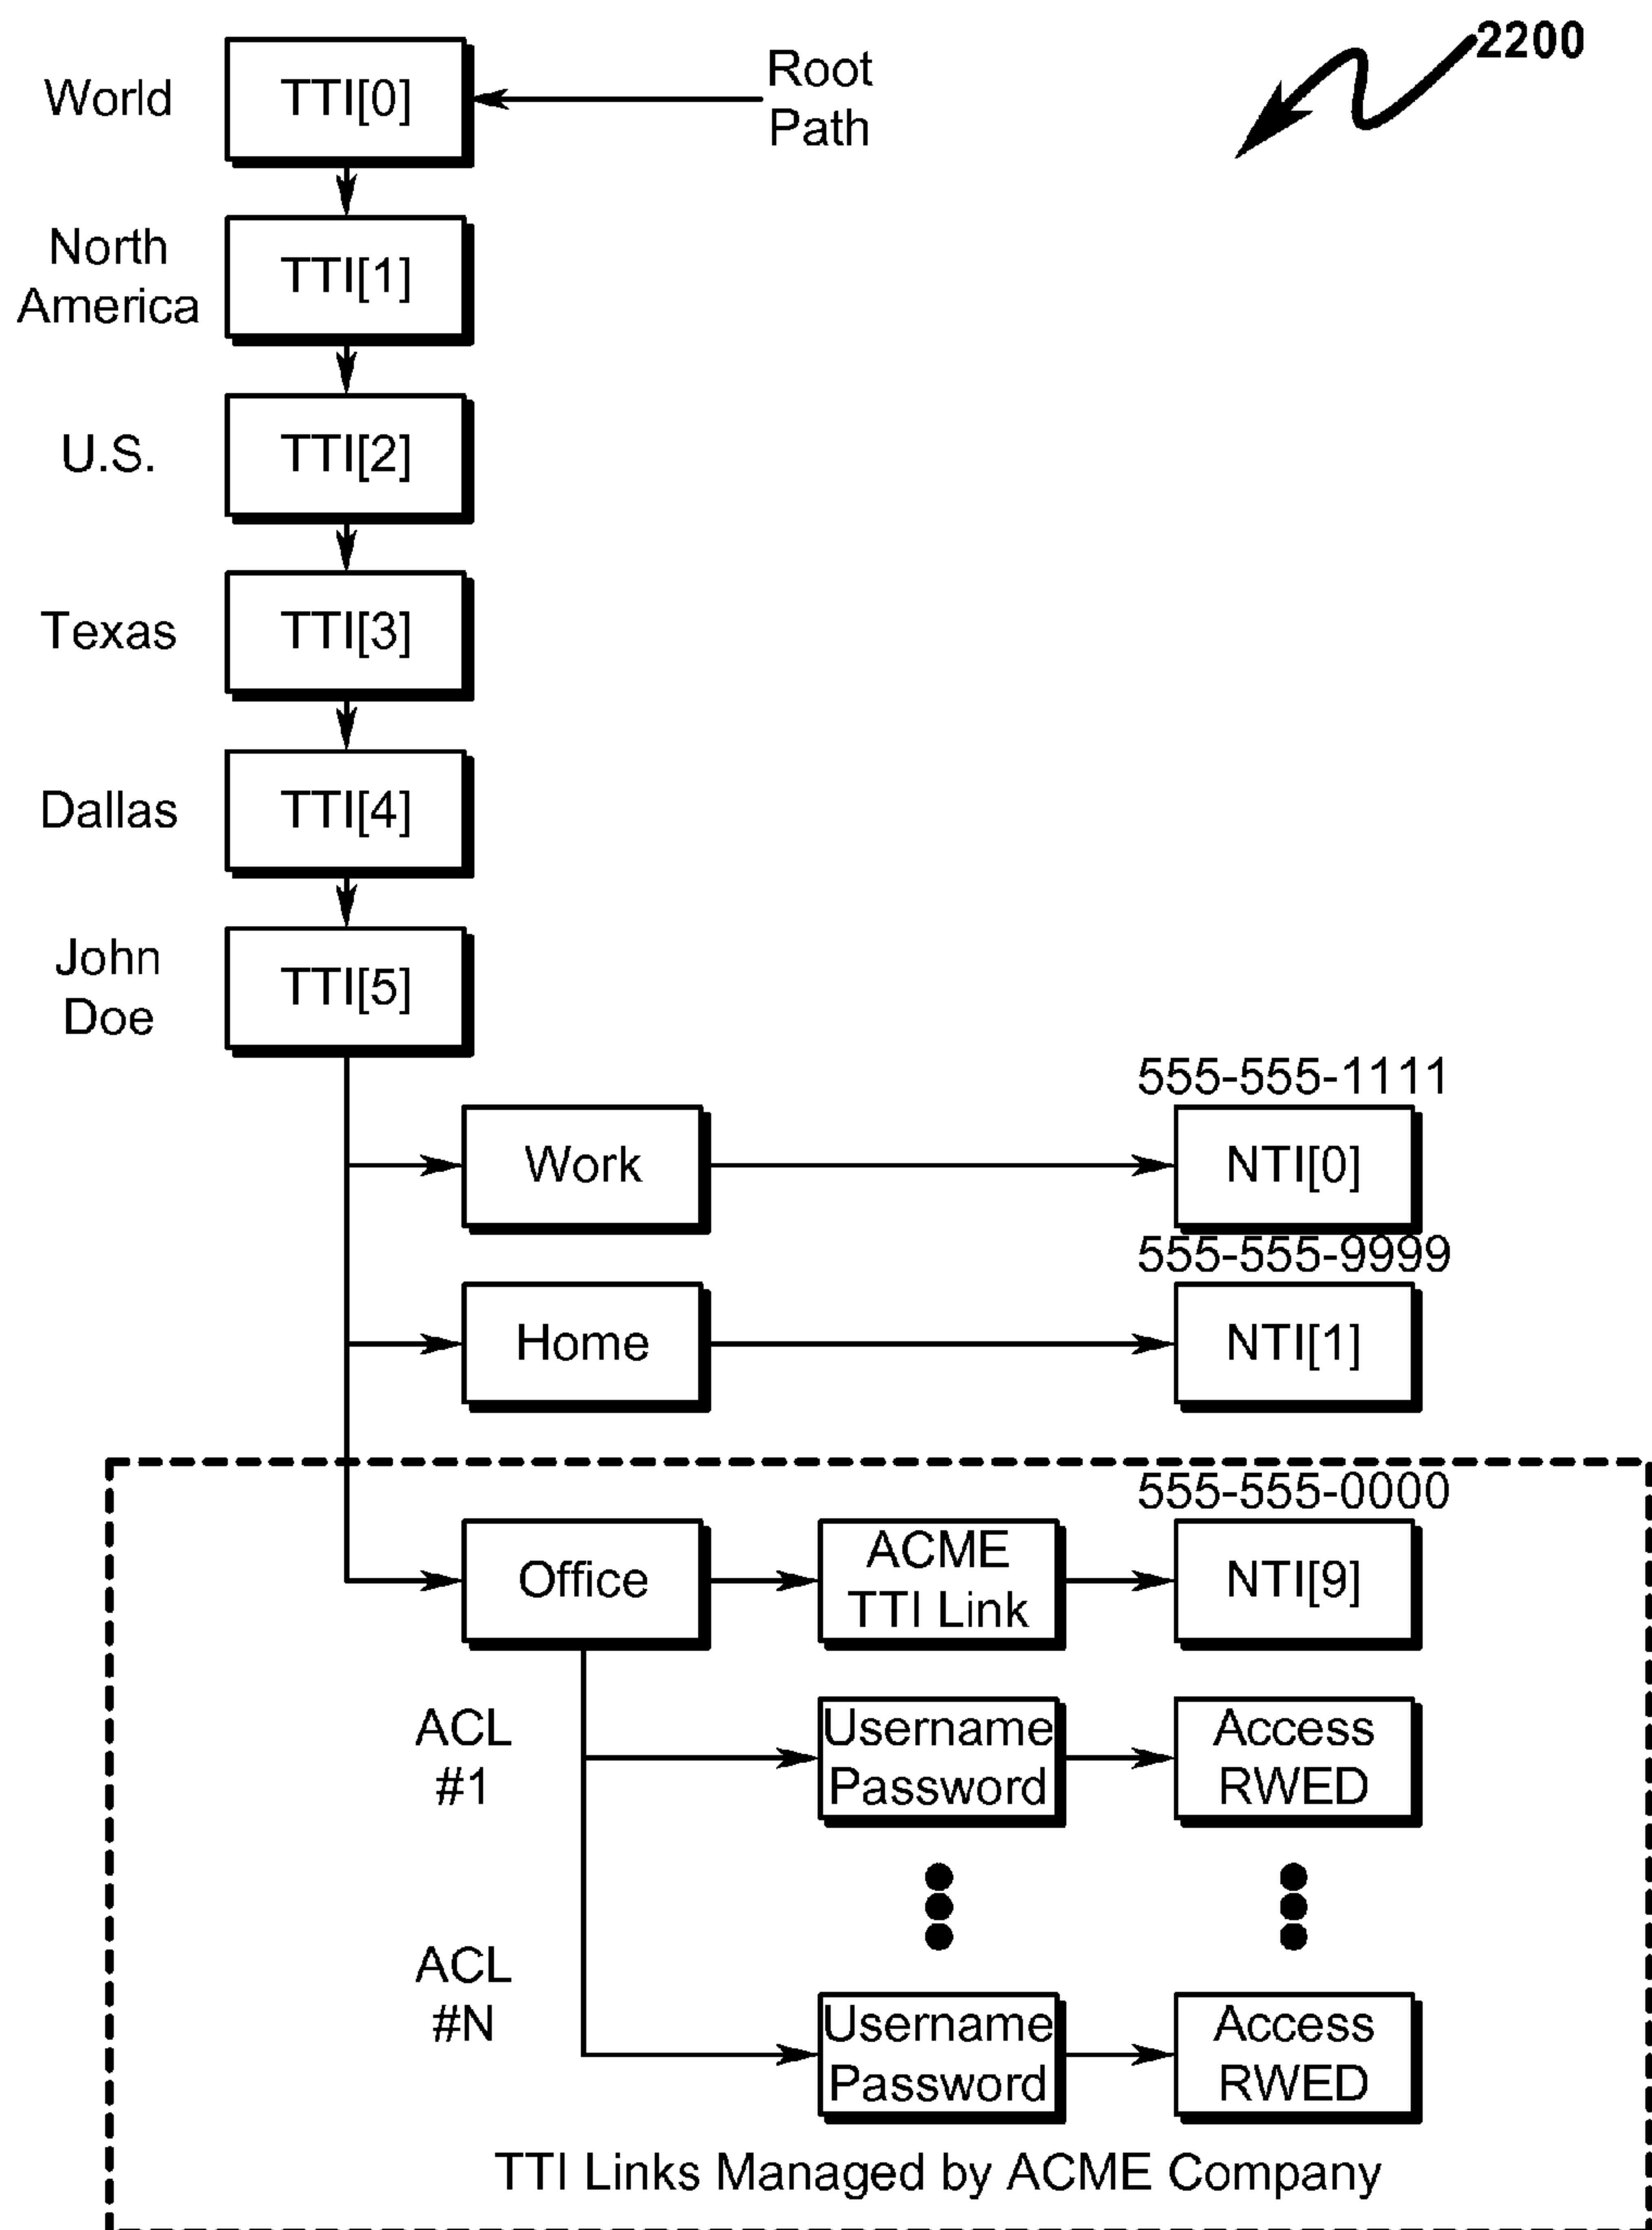 2200
World
TTI[0]
Root
Path
North
America
TTI[1]
U.S.
TTI[2]
Texas
TTI[3]
Dallas
TTI[4]
John
Doe
TTI[5]
555-555-1111
Work
NTI[0]
555-555-9999
Home
NTI[1]
555-555-0000
Office
ACME
TTI Link
NTI[9]
ACL
#1
Username
Password
Access
RWED
ACL
#N
Username
Password
Access
RWED
TTI Links Managed by ACME Company